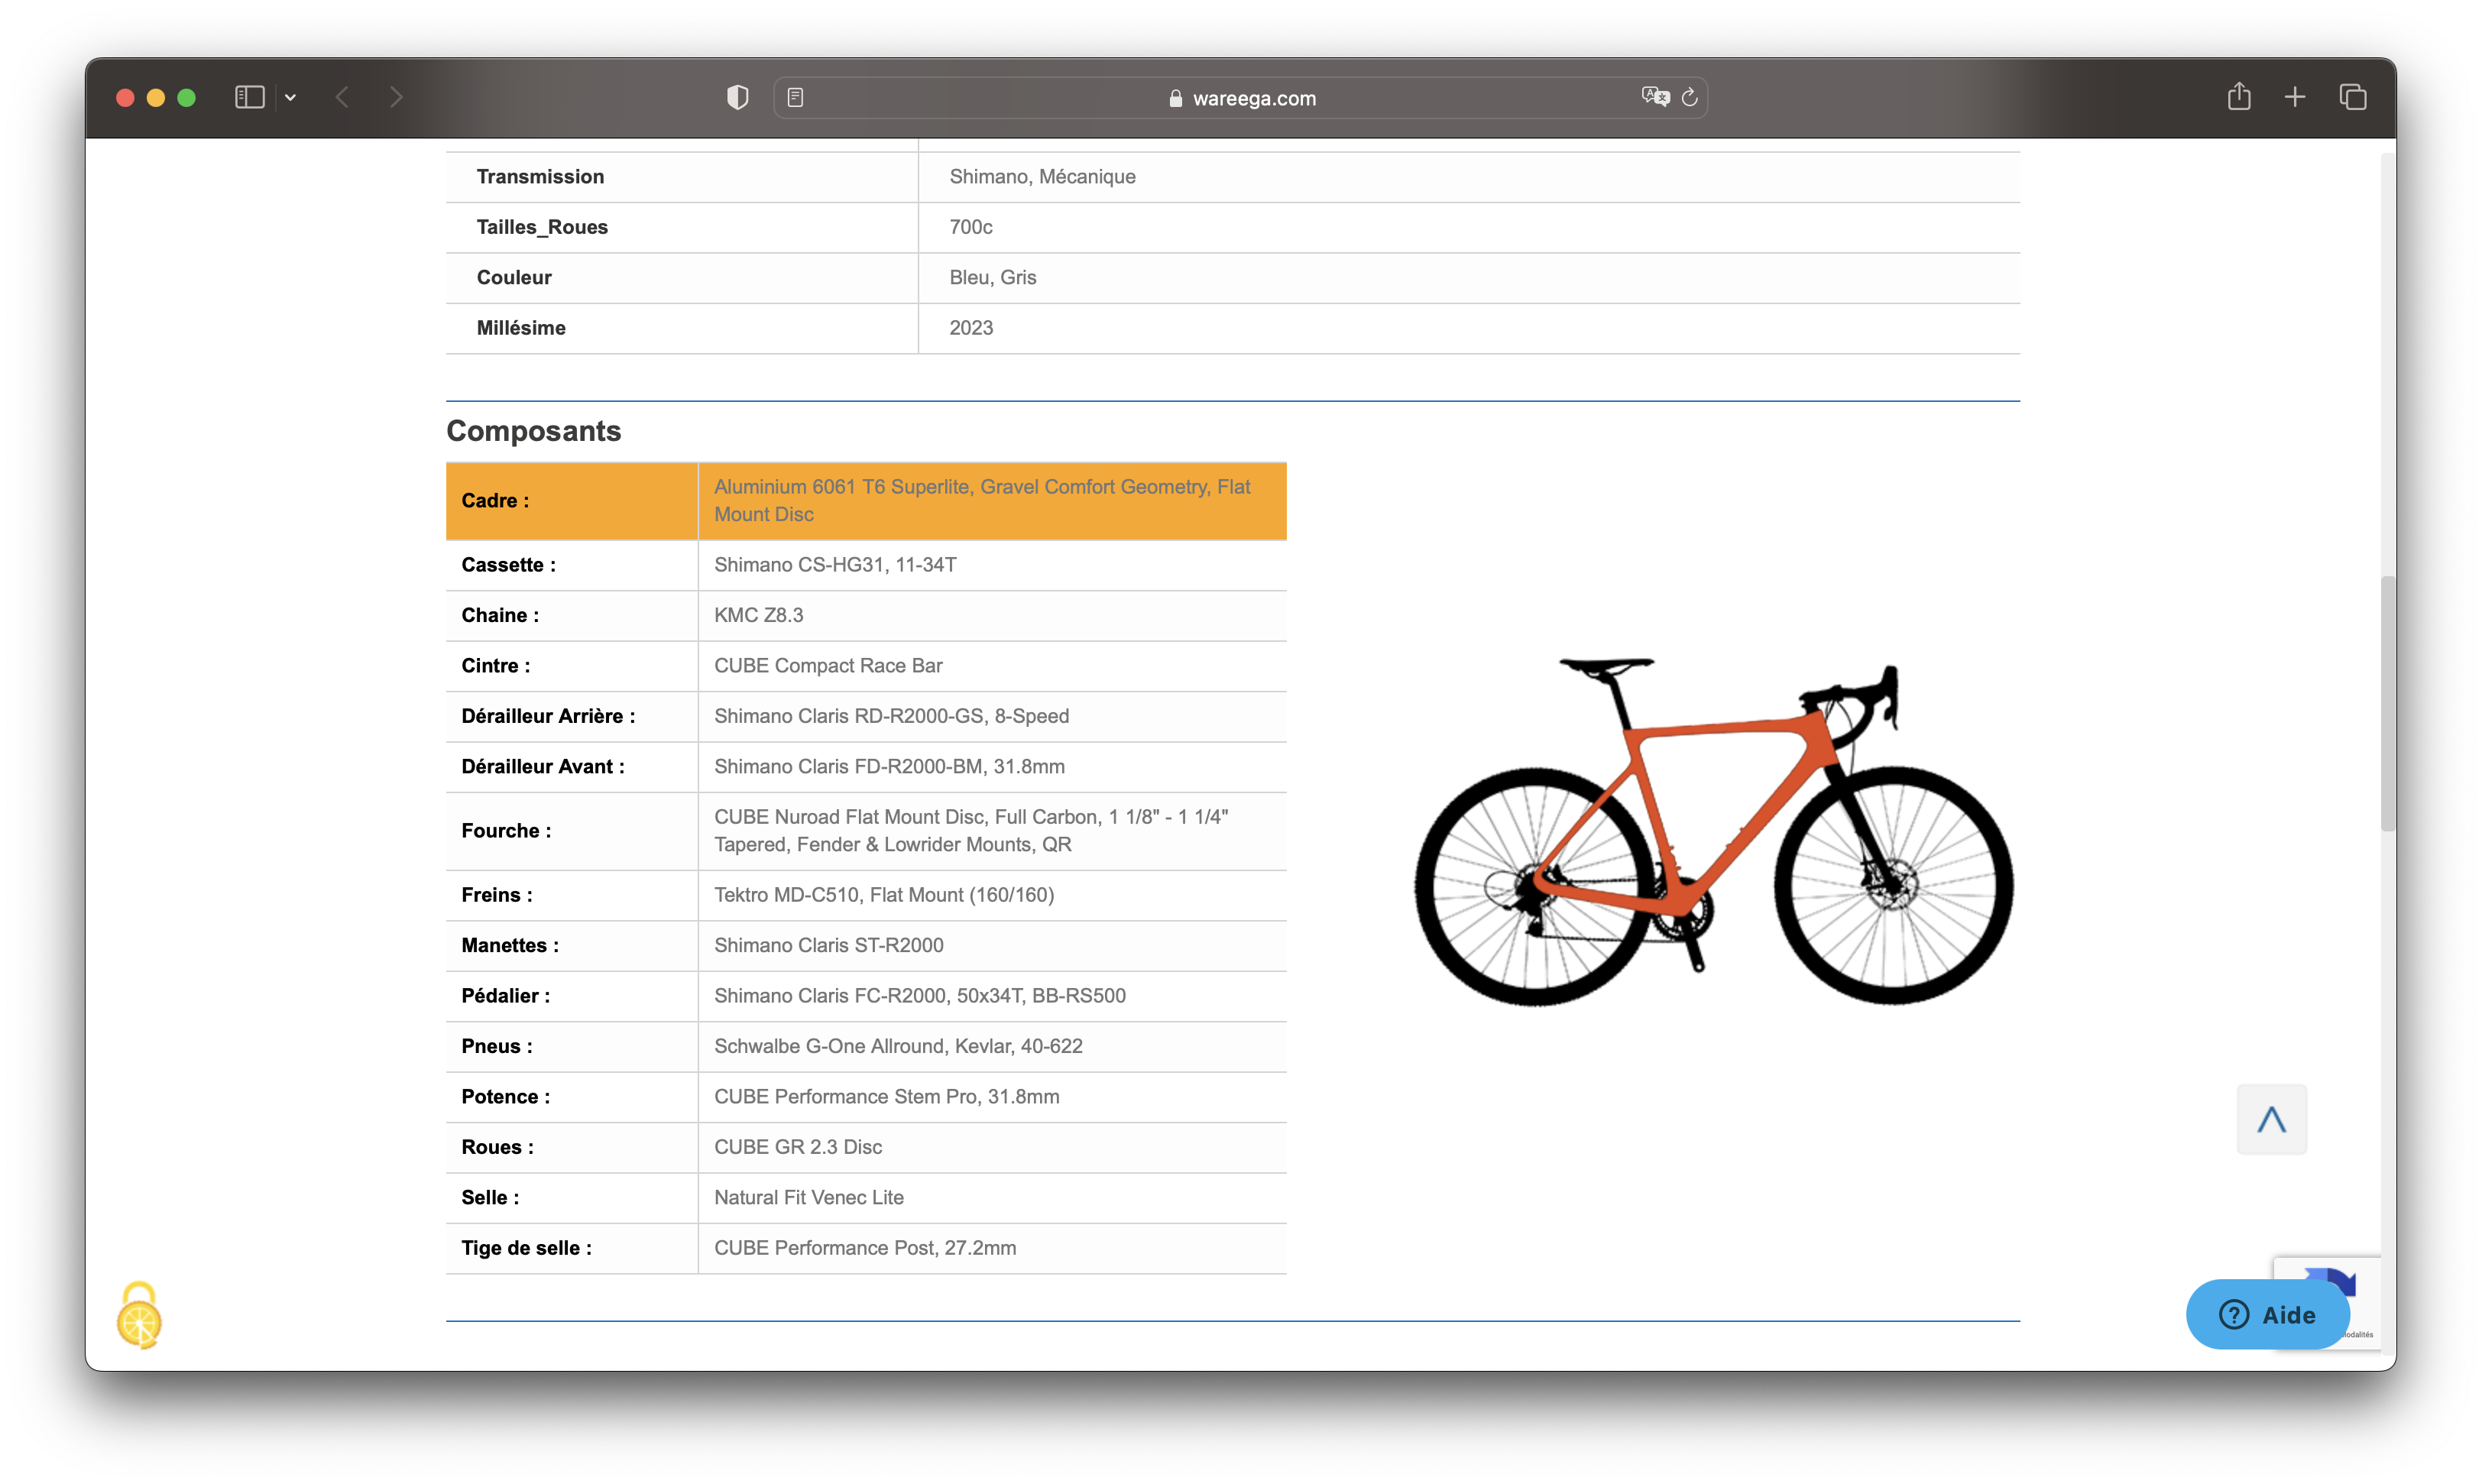 wareega.com
Transmission
Shimano, Mécanique
Tailles_Roues
700c
Couleur
Bleu, Gris
Millésime
2023
Composants
Cadre :
Aluminium 6061 T6 Superlite, Gravel Comfort Geometry, Flat
Mount Disc
Cassette :
Shimano CS-HG31, 11-34T
Chaine :
KMC Z8.3
Cintre :
CUBE Compact Race Bar
Dérailleur Arrière :
Shimano Claris RD-R2000-GS, 8-Speed
Dérailleur Avant :
Shimano Claris FD-R2000-BM, 31.8mm
Fourche :
CUBE Nuroad Flat Mount Disc, Full Carbon, 1 1/8" - 1 1/4"
Tapered, Fender & Lowrider Mounts, QR
Freins :
Tektro MD-C510, Flat Mount (160/160)
Manettes :
Shimano Claris ST-R2000
Pédalier :
Shimano Claris FC-R2000, 50x34T, BB-RS500
Pneus :
Schwalbe G-One Allround, Kevlar, 40-622
Potence :
CUBE Performance Stem Pro, 31.8mm
Roues :
CUBE GR 2.3 Disc
Selle :
Natural Fit Venec Lite
Tige de selle :
CUBE Performance Post, 27.2mm
? Aide